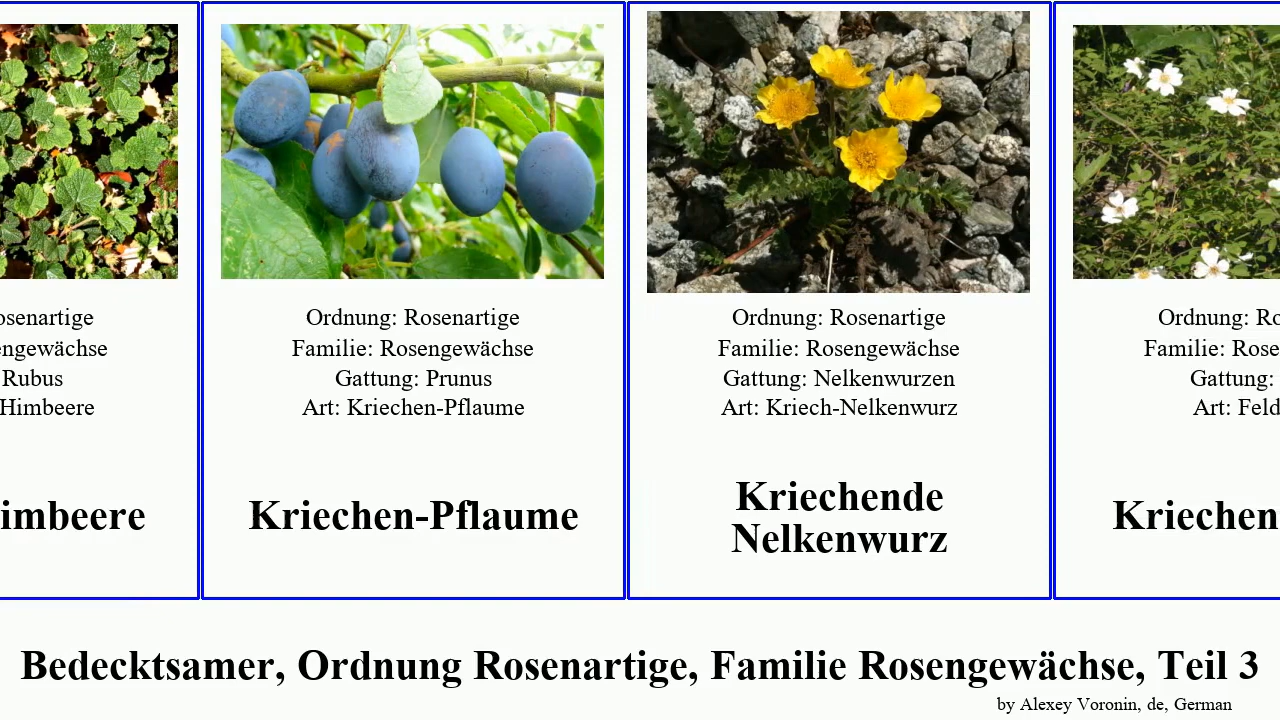 osenartige
engewächse
Rubus
Himbeere
imbeere
Ordnung: Rosenartige
Familie: Rosengewächse
Gattung: Prunus
Art: Kriechen-Pflaume
Kriechen-Pflaume
Ordnung: Rosenartige
Familie: Rosengewächse
Gattung: Nelkenwurzen
Art: Kriech-Nelkenwurz
Kriechende
Nelkenwurz
Ordnung: Ro
Familie: Rose
Gattung:
Art: Feld
Kriechen
Bedecktsamer, Ordnung Rosenartige, Familie Rosengewächse, Teil 3
by Alexey Voronin, de, German